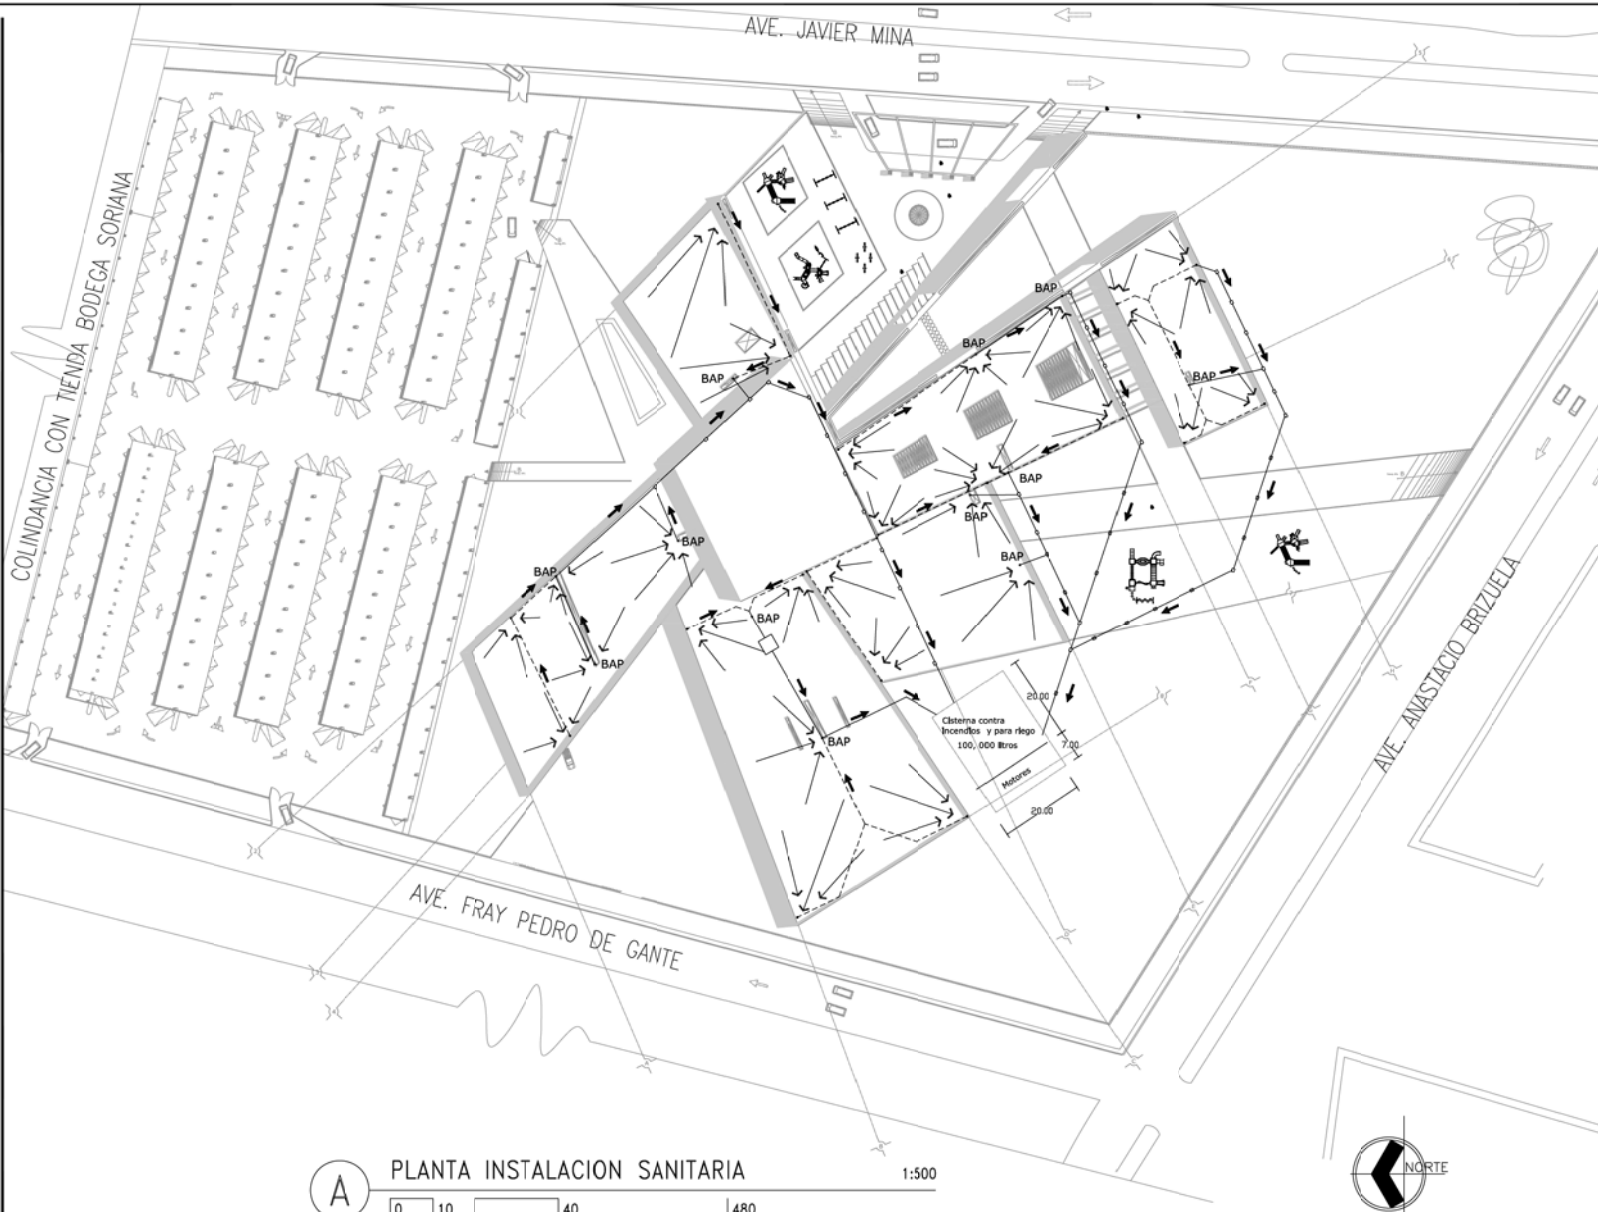 AVE. JAVIER MINA
COLINDANCIA CON TIENDA BODEGA SORIANA
BAP
BAP
BAP
BAP
BAP
BAP
BAP
BAP
BAP
BAP
BAP
BAP
AVE. ANASTACIO BRIZUELA
20.00
Cisterna contra
Incendios y para riego
100, 000 litros
7.00
Motores
20.00
AVE. FRAY PEDRO DE GANTE
A
PLANTA INSTALACION SANITARIA
1:500
0 10 40 480
NORTE